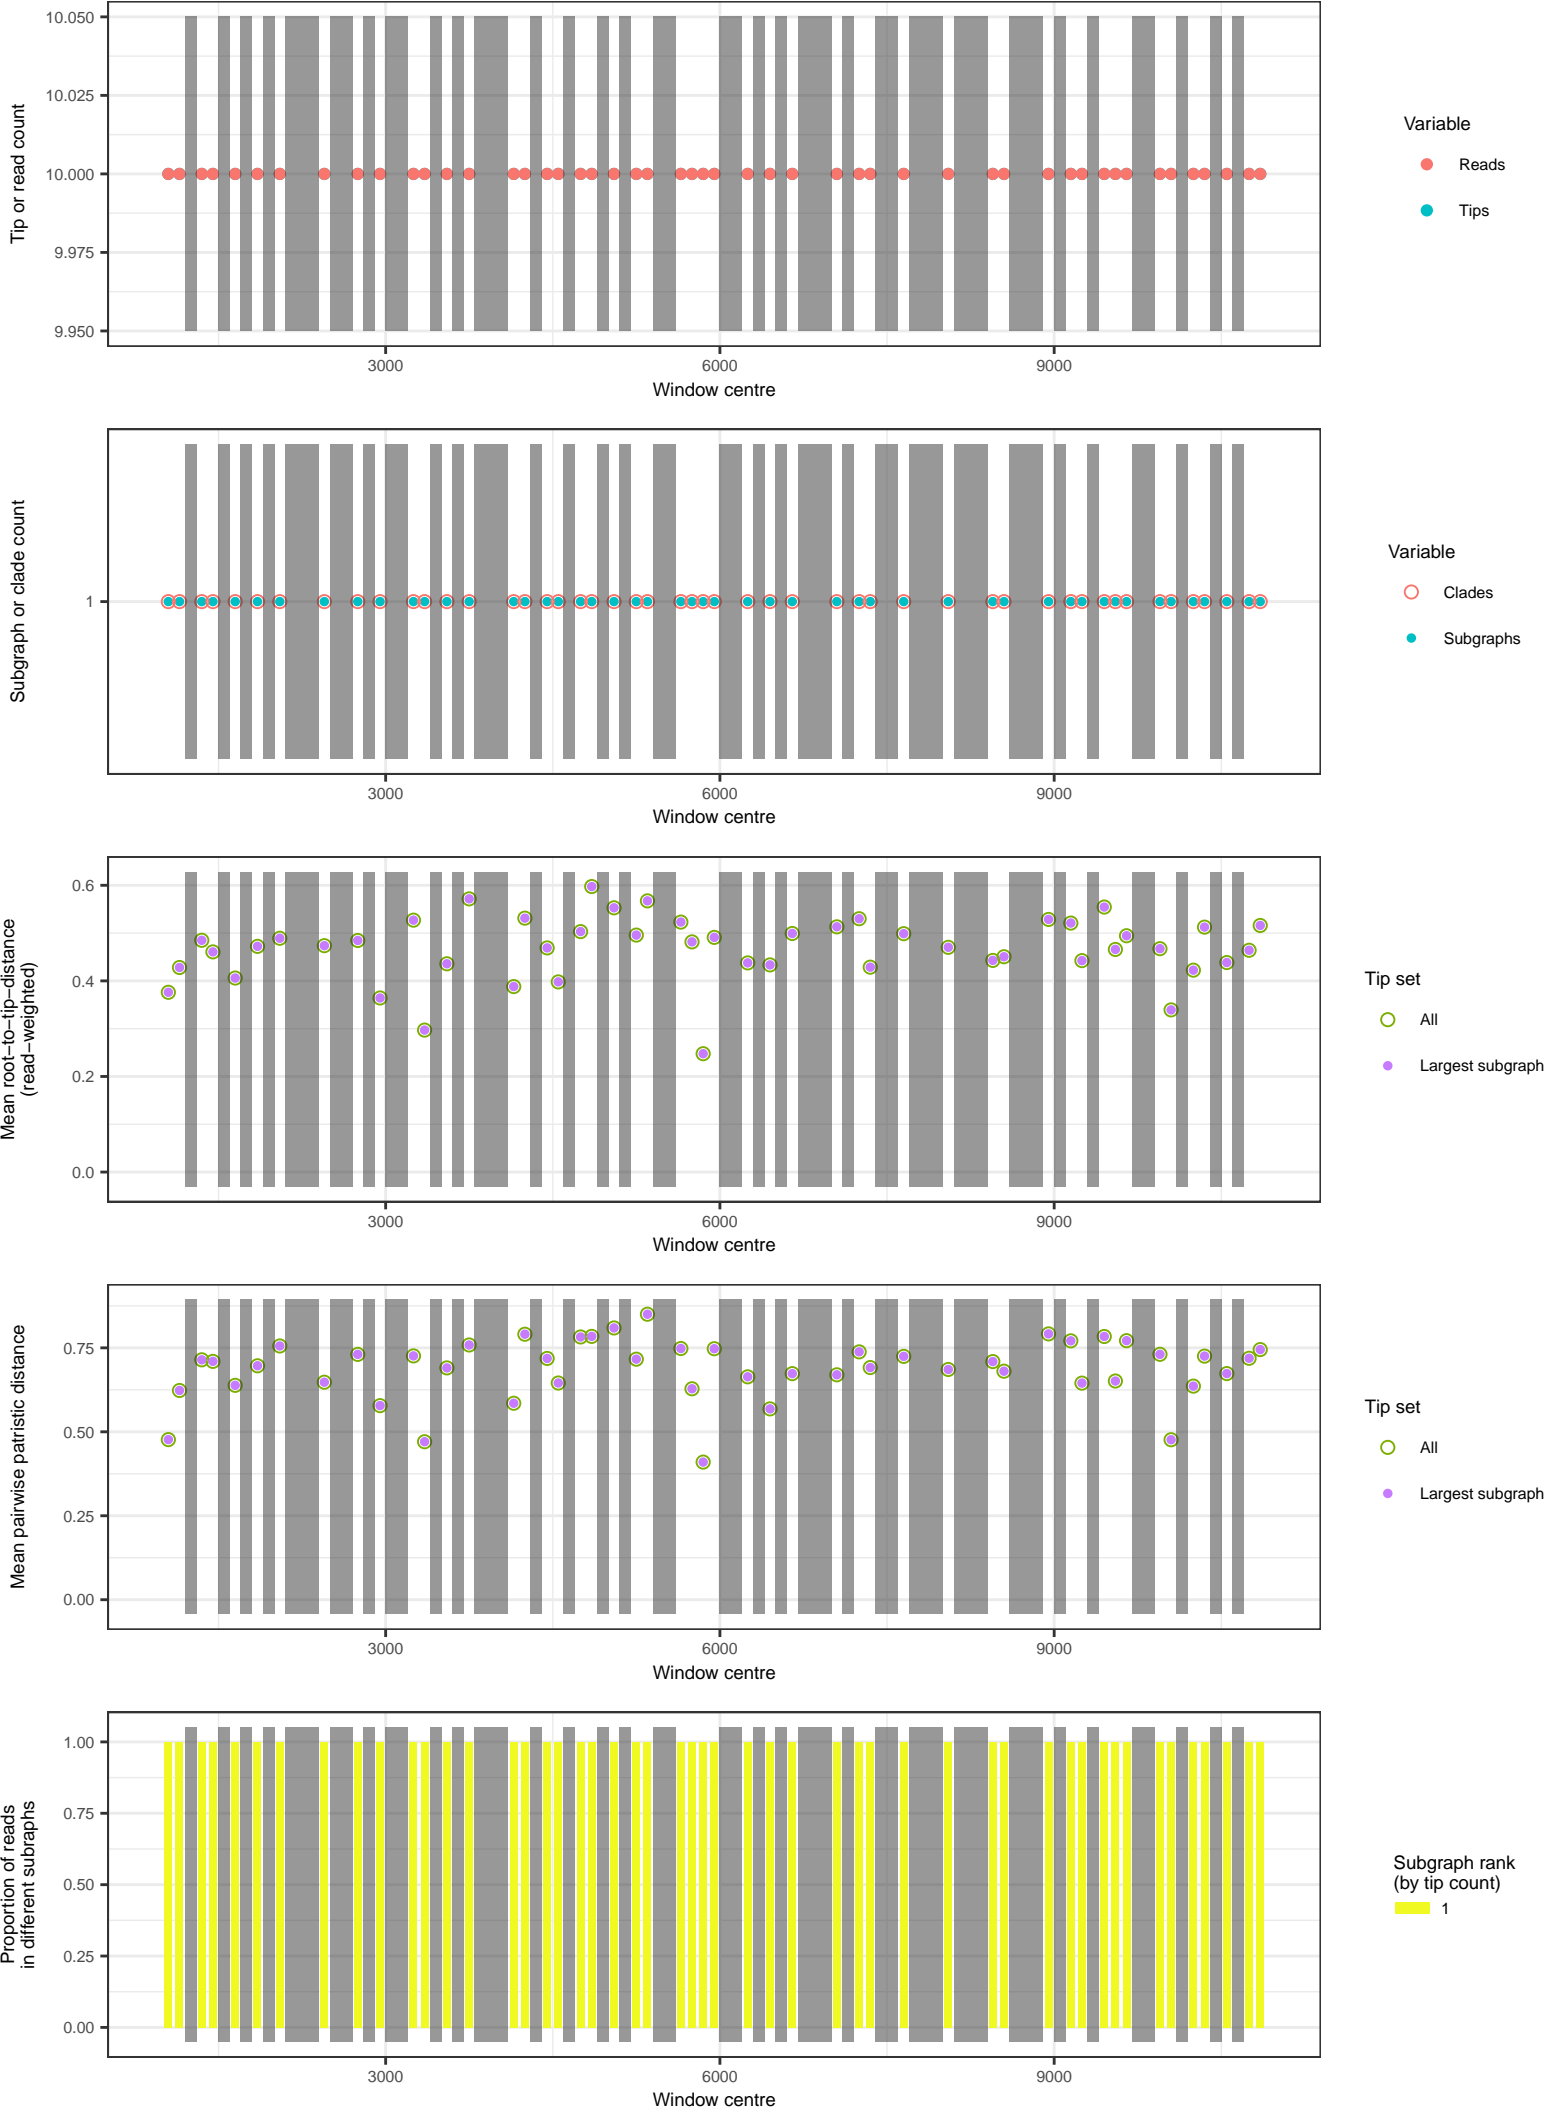 10.050
10.025
10.000
9.975
9.950
Tip or read count
3000
6000
9000
Window centre
Variable
Reads
Tips
1
Subgraph or clade count
3000
6000
9000
Window centre
Variable
Clades
Subgraphs
0.6
0.4
0.2
0.0
Mean root−to−tip−distance
(read−weighted)
3000
6000
9000
Window centre
Tip set
All
Largest subgraph
0.75
0.50
0.25
0.00
Mean pairwise patristic distance
3000
6000
9000
Window centre
Tip set
All
Largest subgraph
1.00
0.75
0.50
0.25
0.00
Proportion of reads
in different subraphs
3000
6000
9000
Window centre
Subgraph rank
(by tip count)
1